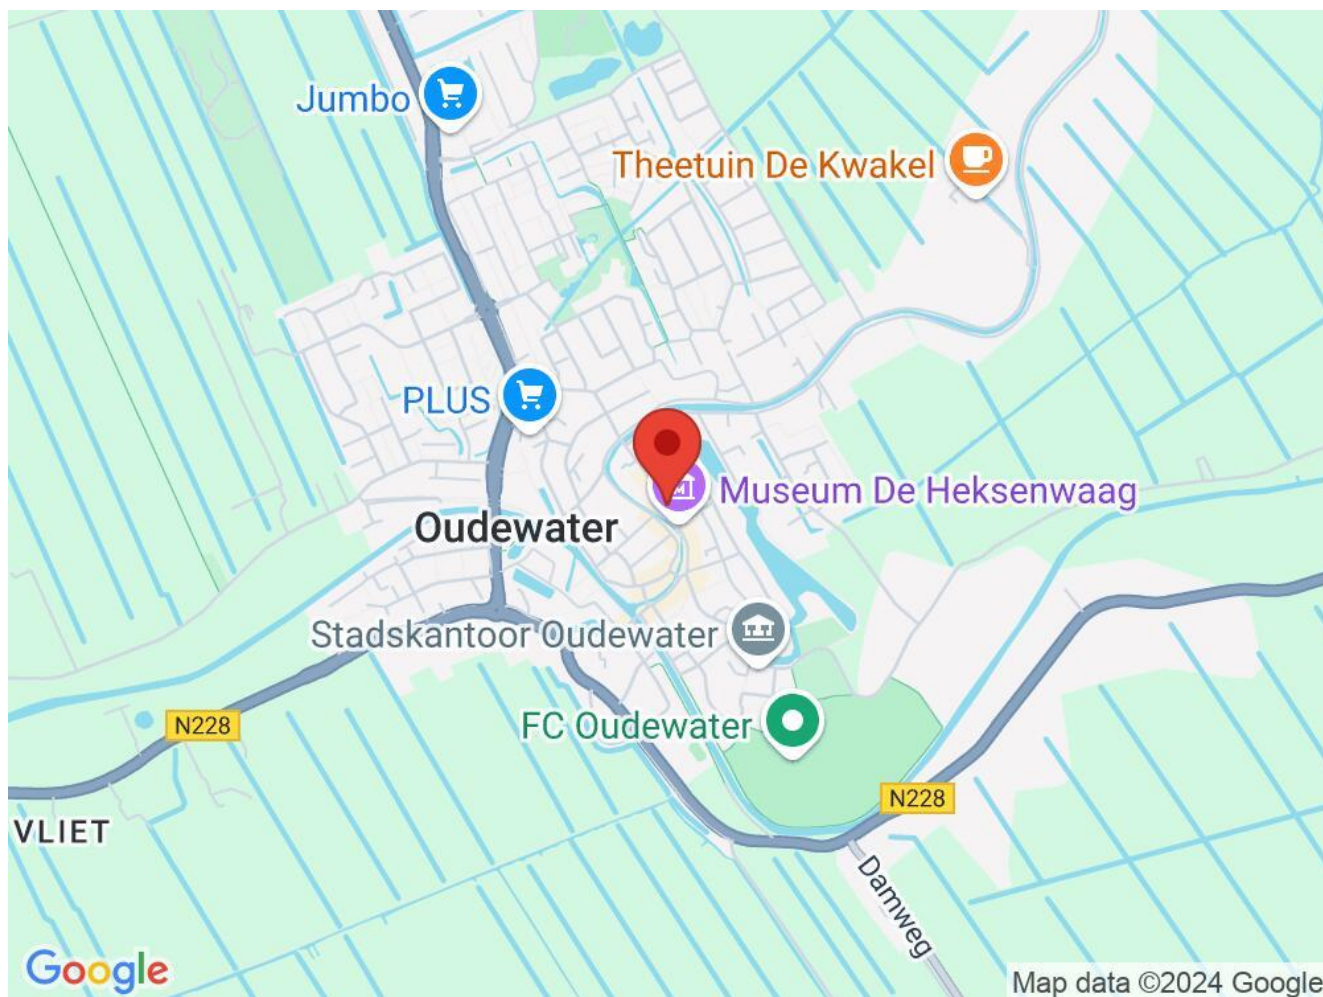 Jumbo
Theetuin De Kwakel
PLUS
Museum De Heksenwaag
M
Oudewater
Stadskantoor Oudewater
FC Oudewater
N228
N228
VLIET
Damweg
Google
Map data ©2024 Google